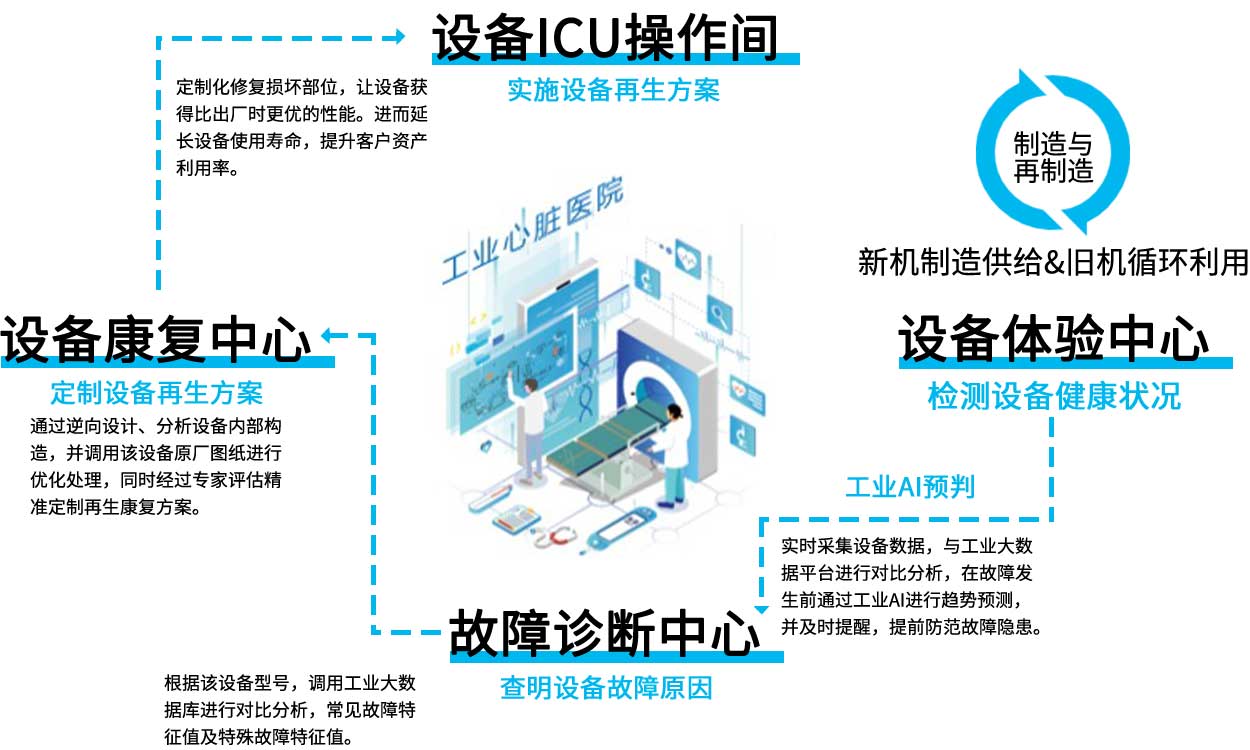 设备ICU操作间
实施设备再生方案
定制化修复损坏部位，让设备获
得比出厂时更优的性能。进而延
长设备使用寿命，提升客户资产
利用率。
制造与
再制造
新机制造供给&旧机循环利用
工业心脏医院
设备康复中心
定制设备再生方案
通过逆向设计、分析设备内部构
造，并调用该设备原厂图纸进行
优化处理，同时经过专家评估精
准定制再生康复方案。
设备体验中心
检测设备健康状况
工业AI预判
实时采集设备数据，与工业大数
据平台进行对比分析，在故障发
生前通过工业AI进行趋势预测，
并及时提醒，提前防范故障隐患。
故障诊断中心
查明设备故障原因
根据该设备型号，调用工业大数
据库进行对比分析，常见故障特
征值及特殊故障特征值。